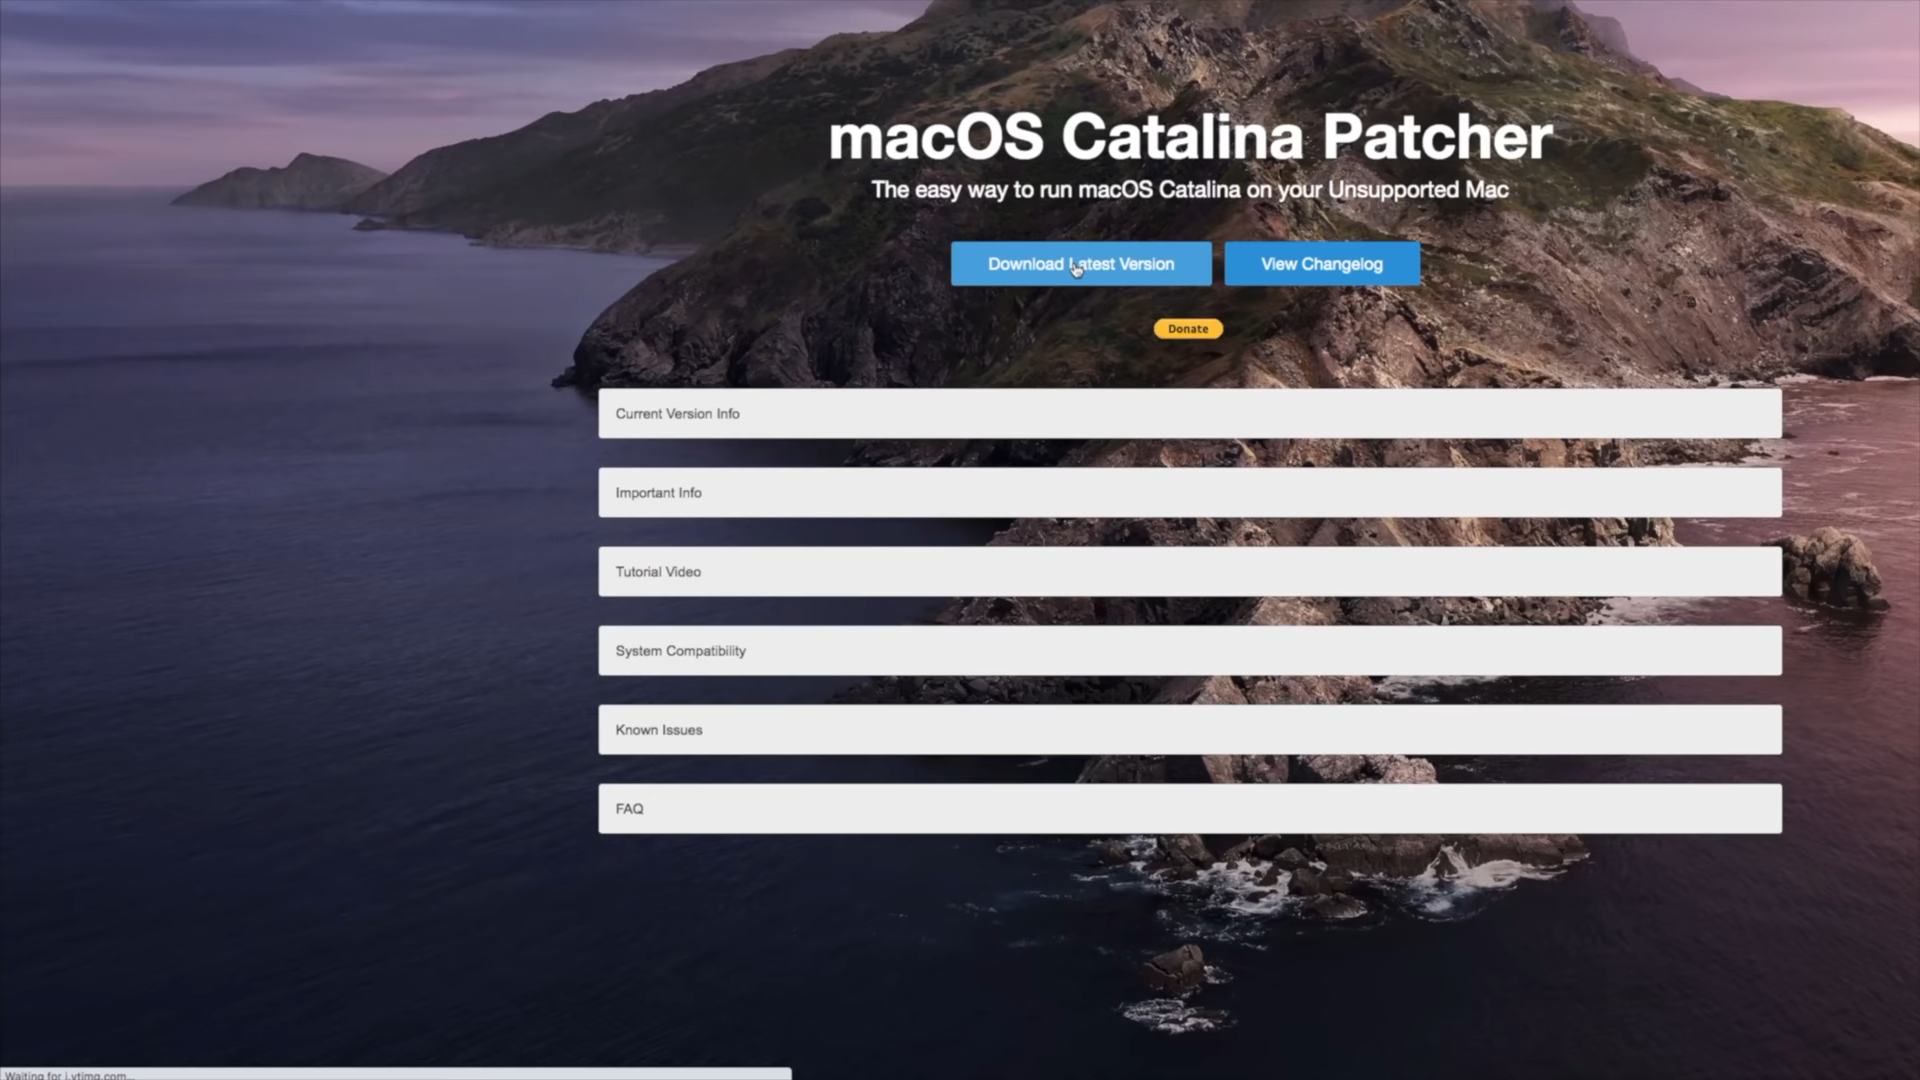 macOS Catalina Patcher
The easy way to run macOS Catalina on your Unsupported Mac
Download Latest Version
View Changelog
Donate
Current Version Info
Important Info
Tutorial Video
System Compatibility
Known Issues
FAQ
Waiting for i.ytimg.com...